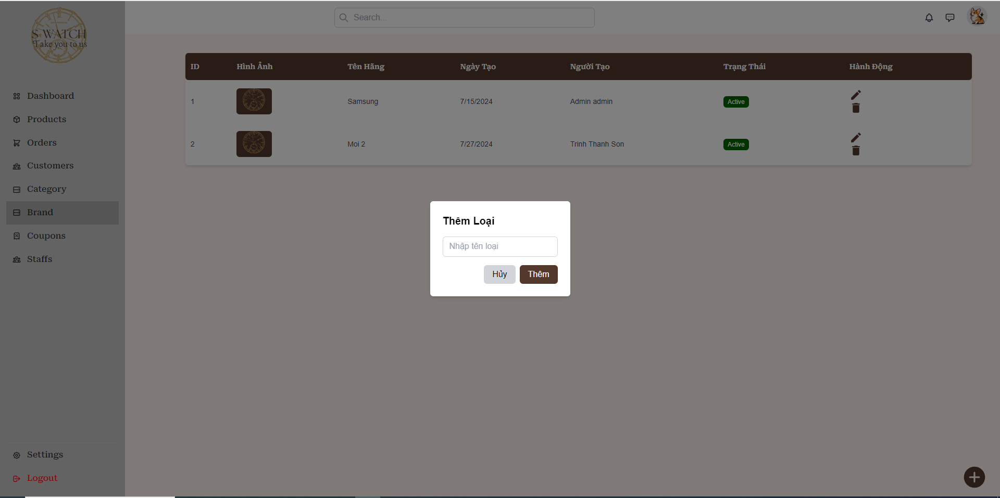 S-WATCH
Take you to us
Search...
Dashboard
Products
Orders
Customers
Category
Brand
Coupons
Staffs
Settings
Logout
ID Hình Ảnh Tên Hãng Ngày Tạo Người Tạo Trạng Thái Hành Động
1 Samsung 7/15/2024 Admin admin Active
2 Moi 2 7/27/2024 Trinh Thanh Son Active
Thêm Loại
Nhập tên loại
Hủy Thêm